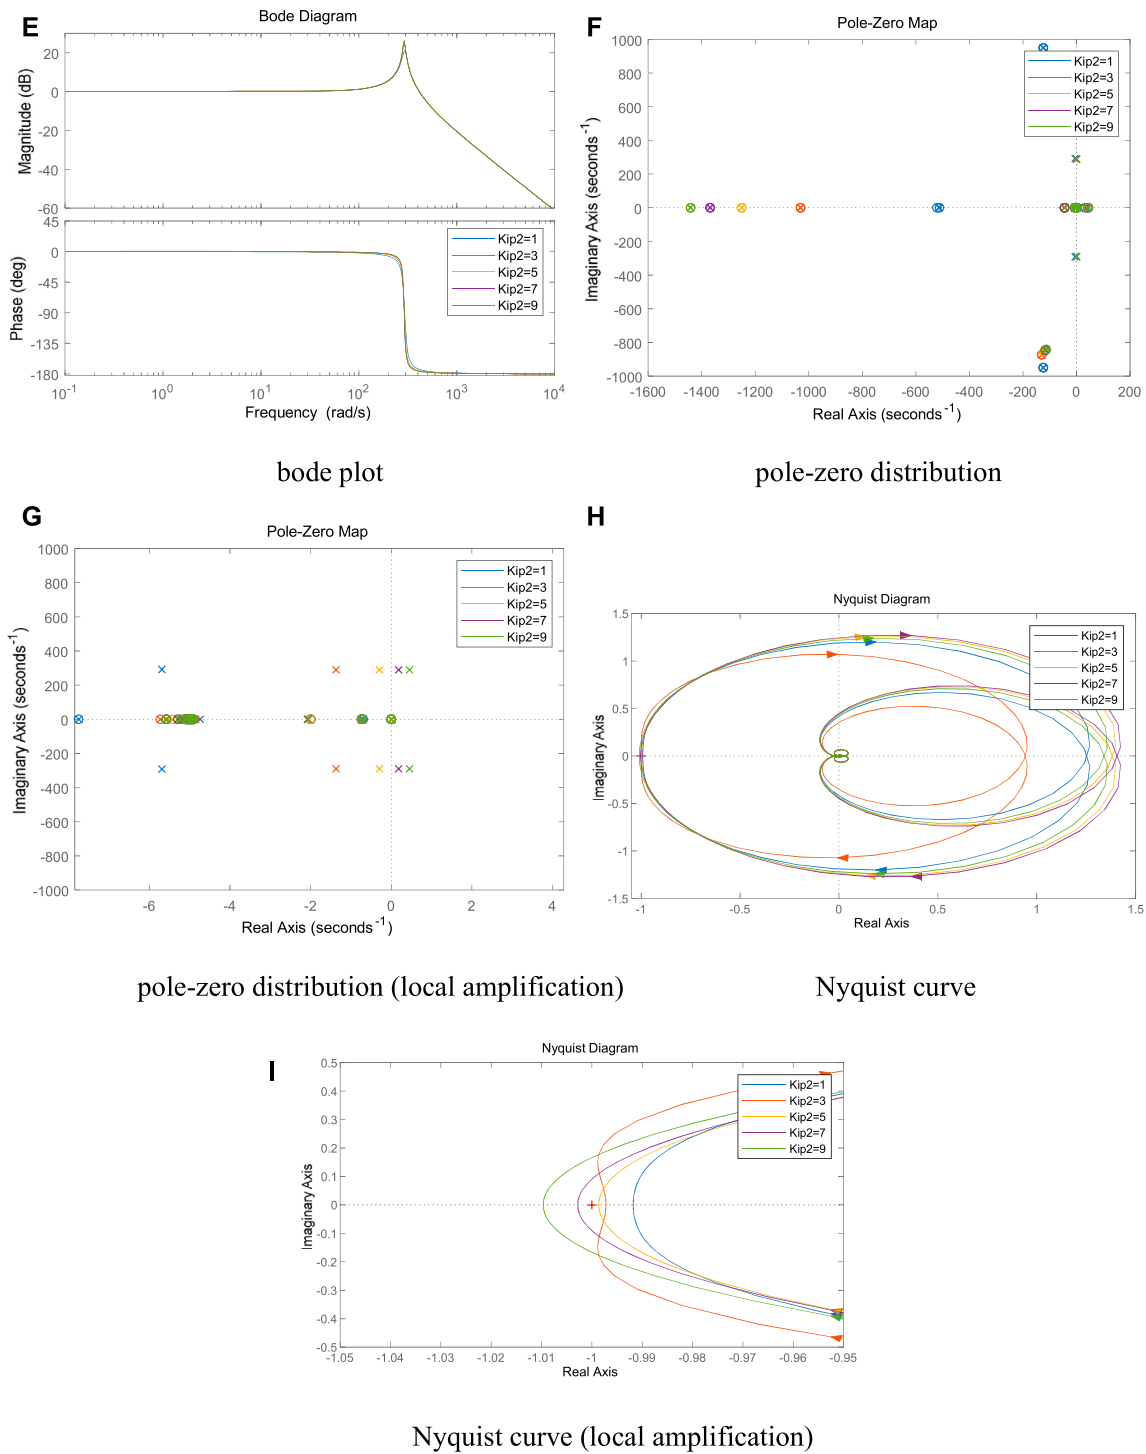 E
Bode Diagram
Magnitude (dB)
20
0
-20
-40
-60
Phase (deg)
45
0
-45
-90
-135
-180
Kip2=1
Kip2=3
Kip2=5
Kip2=7
Kip2=9
10^-1
10^0
10^1
10^2
10^3
10^4
Frequency (rad/s)
bode plot
F
Pole-Zero Map
Imaginary Axis (seconds^-1)
1000
800
600
400
200
0
-200
-400
-600
-800
-1000
Kip2=1
Kip2=3
Kip2=5
Kip2=7
Kip2=9
-1600
-1400
-1200
-1000
-800
-600
-400
-200
0
200
Real Axis (seconds^-1)
pole-zero distribution
G
Pole-Zero Map
Imaginary Axis (seconds^-1)
1000
800
600
400
200
0
-200
-400
-600
-800
-1000
Kip2=1
Kip2=3
Kip2=5
Kip2=7
Kip2=9
-6
-4
-2
0
2
4
Real Axis (seconds^-1)
pole-zero distribution (local amplification)
H
Nyquist Diagram
Imaginary Axis
1.5
1
0.5
0
-0.5
-1
-1.5
Kip2=1
Kip2=3
Kip2=5
Kip2=7
Kip2=9
-1
-0.5
0
0.5
1
1.5
Real Axis
Nyquist curve
I
Nyquist Diagram
Imaginary Axis
0.5
0.4
0.3
0.2
0.1
0
-0.1
-0.2
-0.3
-0.4
-0.5
Kip2=1
Kip2=3
Kip2=5
Kip2=7
Kip2=9
-1.05
-1.04
-1.03
-1.02
-1.01
-1
-0.99
-0.98
-0.97
-0.96
-0.95
Real Axis
Nyquist curve (local amplification)